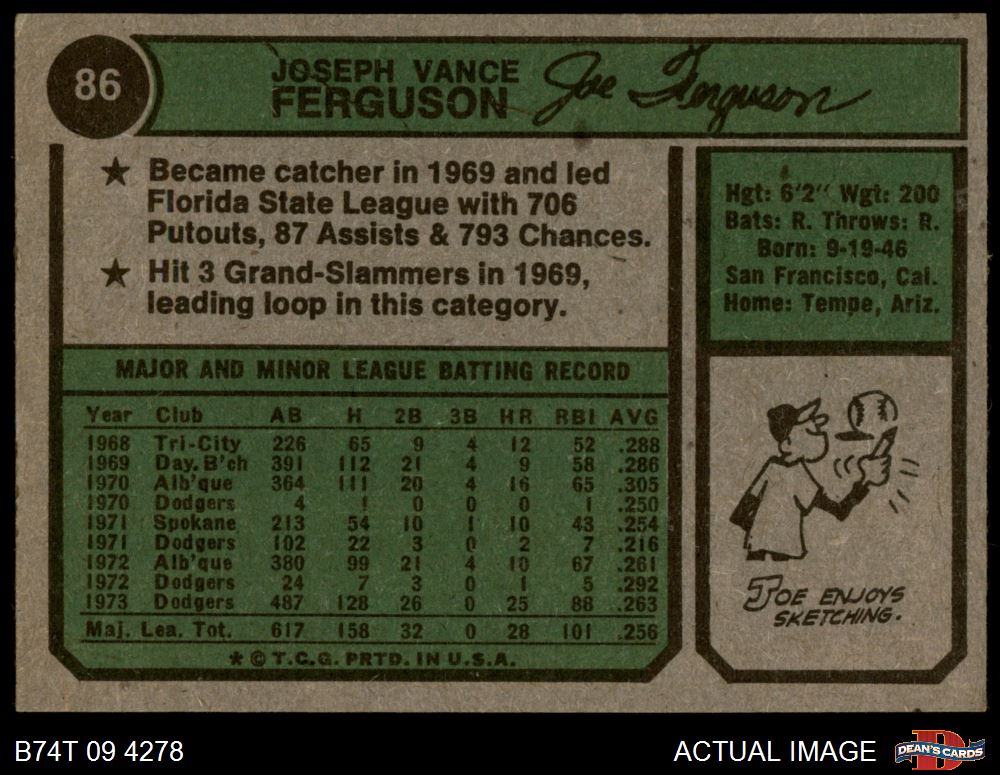 86
JOSEPH VANCE
FERGUSON
Joe Ferguson
★ Became catcher in 1969 and led
Florida State League with 706
Putouts, 87 Assists & 793 Chances.
★ Hit 3 Grand-Slammers in 1969,
leading loop in this category.
Hgt: 6'2" Wgt: 200
Bats: R. Throws: R.
Born: 9-19-46
San Francisco, Cal.
Home: Tempe, Ariz.
MAJOR AND MINOR LEAGUE BATTING RECORD
Year Club AB H 2B 3B HR RBI AVG
1968 Tri-City 226 65 9 4 12 52 .288
1969 Day. B'ch 391 112 21 4 9 58 .286
1970 Alb'que 364 111 20 4 16 65 .305
1970 Dodgers 4 1 0 0 0 1 .250
1971 Spokane 213 54 10 1 10 43 .254
1971 Dodgers 102 22 3 0 2 7 .216
1972 Alb'que 380 99 21 4 10 67 .261
1972 Dodgers 24 7 3 0 1 5 .292
1973 Dodgers 487 128 26 0 25 88 .263
Maj. Lea. Tot. 617 158 32 0 28 101 .256
* © T.C.G. PRTD. IN U.S.A.
JOE ENJOYS
SKETCHING.
B74T 09 4278
ACTUAL IMAGE
DEAN'S CARDS